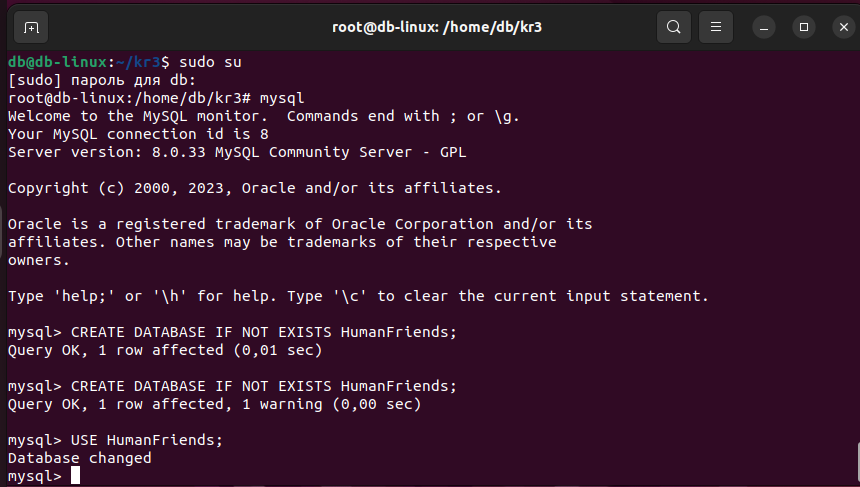 root@db-linux: /home/db/kr3
db@db-linux:~/kr3$ sudo su
[sudo] пароль для db:
root@db-linux:/home/db/kr3# mysql
Welcome to the MySQL monitor.  Commands end with ; or \g.
Your MySQL connection id is 8
Server version: 8.0.33 MySQL Community Server - GPL
Copyright (c) 2000, 2023, Oracle and/or its affiliates.
Oracle is a registered trademark of Oracle Corporation and/or its
affiliates. Other names may be trademarks of their respective
owners.
Type 'help;' or '\h' for help. Type '\c' to clear the current input statement.
mysql> CREATE DATABASE IF NOT EXISTS HumanFriends;
Query OK, 1 row affected (0,01 sec)
mysql> CREATE DATABASE IF NOT EXISTS HumanFriends;
Query OK, 1 row affected, 1 warning (0,00 sec)
mysql> USE HumanFriends;
Database changed
mysql>